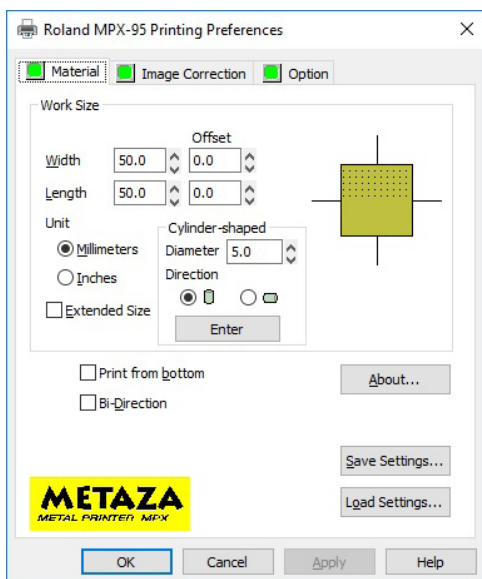 Roland MPX-95 Printing Preferences
Material Image Correction Option
Work Size
Offset
Width 50.0 0.0
Length 50.0 0.0
Unit
Millimeters
Inches
Extended Size
Cylinder-shaped
Diameter 5.0
Direction
Enter
Print from bottom
Bi-Direction
About...
Save Settings...
Load Settings...
METAZA
METAL PRINTER MPX
OK Cancel Apply Help